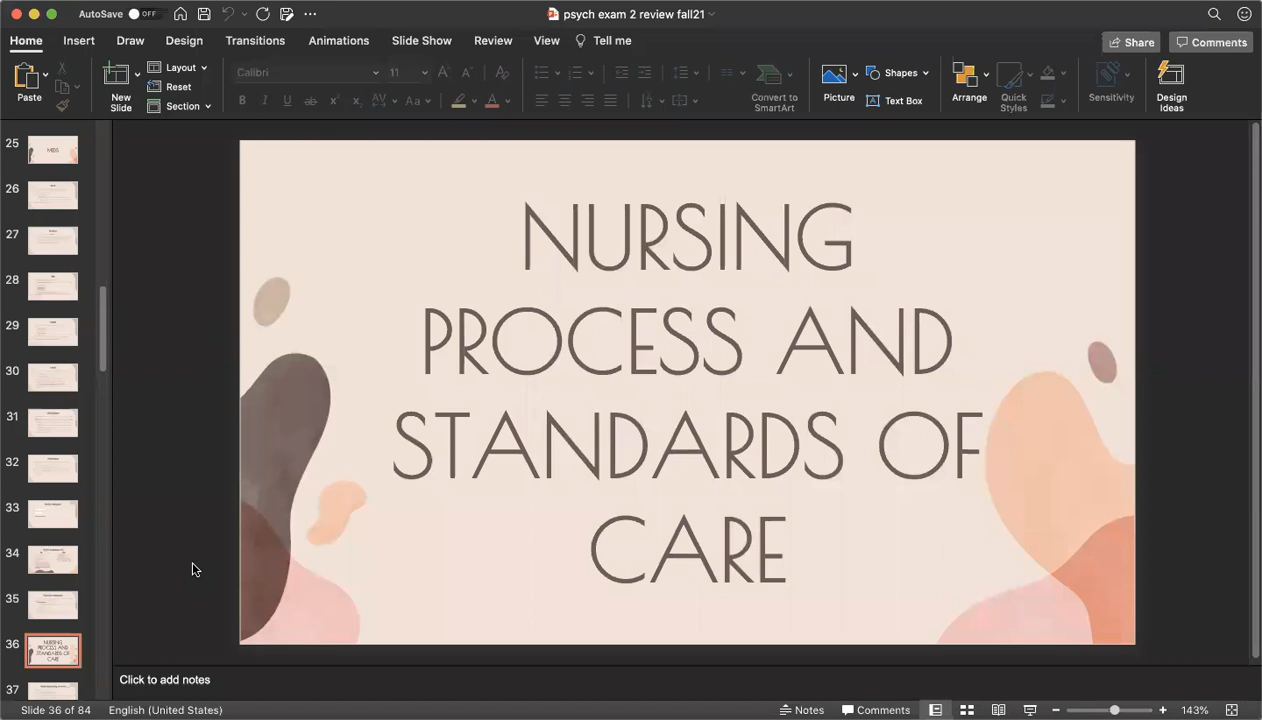 AutoSave OFF
psych exam 2 review fall21
Home Insert Draw Design Transitions Animations Slide Show Review View Tell me
Share Comments
Paste
New Slide
Layout
Reset
Section
Calibri 11
Convert to SmartArt
Picture
Shapes
Text Box
Arrange
Quick Styles
Sensitivity
Design Ideas
25
26
27
28
29
30
31
32
33
34
35
36
37
NURSING
PROCESS AND
STANDARDS OF
CARE
NURSING
PROCESS AND
STANDARDS OF
CARE
Click to add notes
Slide 36 of 84 English (United States) Notes Comments 143%